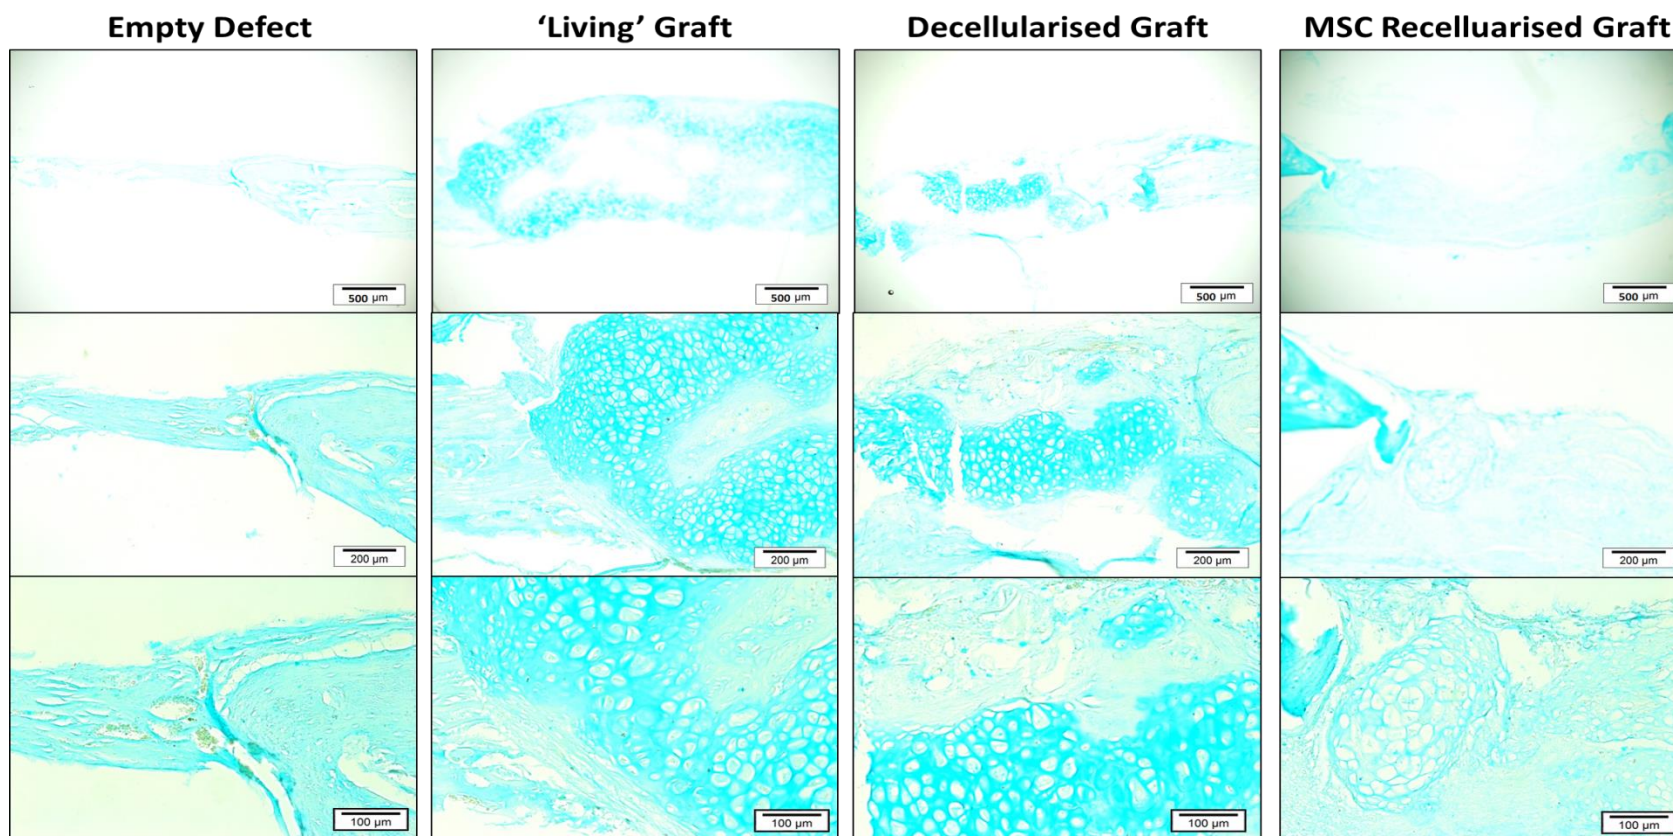 Empty Defect
‘Living’ Graft
Decellularised Graft
MSC Recelluarised Graft
500 µm
500 µm
500 µm
500 µm
200 µm
200 µm
200 µm
200 µm
100 µm
100 µm
100 µm
100 µm